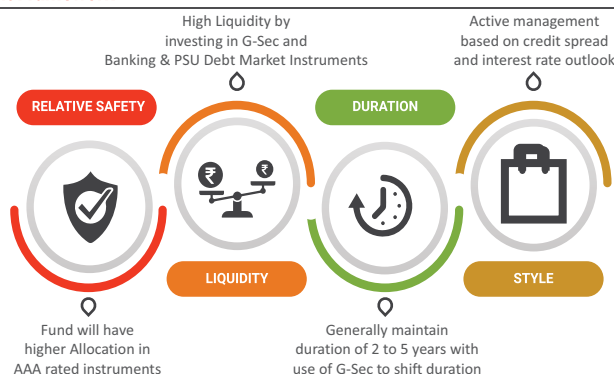 High Liquidity by
investing in G-Sec and
Banking & PSU Debt Market Instruments
Active management
based on credit spread
and interest rate outlook
RELATIVE SAFETY
DURATION
₹
₹
LIQUIDITY
STYLE
Fund will have
higher Allocation in
AAA rated instruments
Generally maintain
duration of 2 to 5 years with
use of G-Sec to shift duration